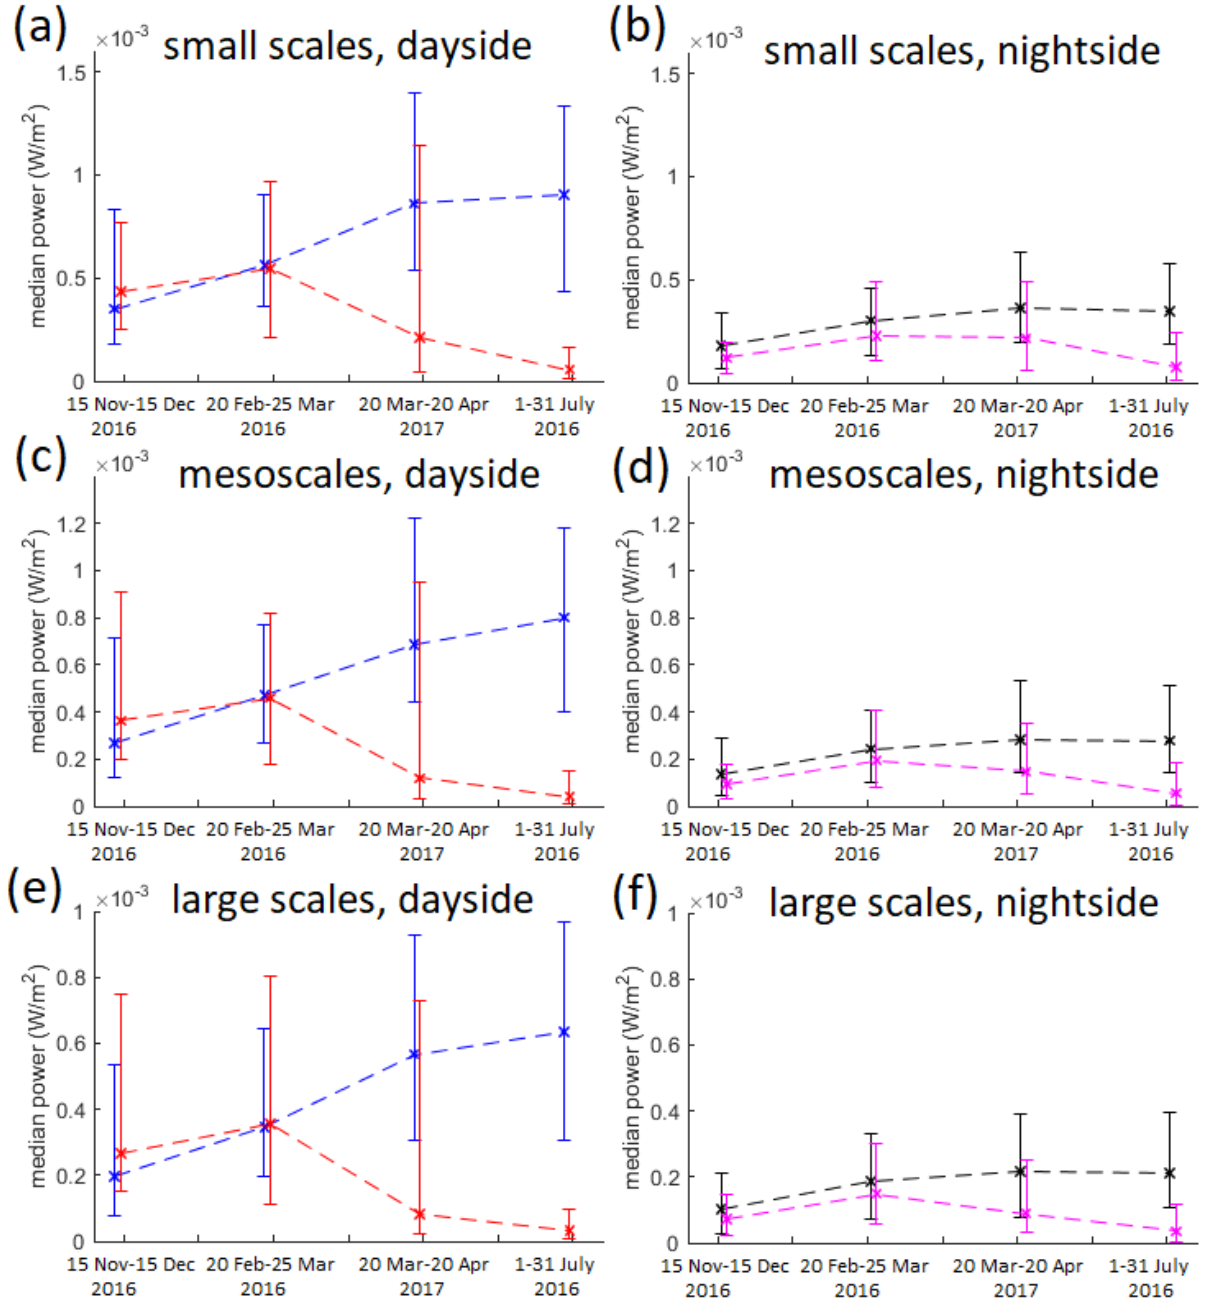 (a)
×10⁻³
small scales, dayside
1.5
1
0.5
0
median power (W/m²)
15 Nov-15 Dec 20 Feb-25 Mar 20 Mar-20 Apr 1-31 July
2016 2016 2017 2016
(b)
×10⁻³
small scales, nightside
1.5
1
0.5
0
median power (W/m²)
15 Nov-15 Dec 20 Feb-25 Mar 20 Mar-20 Apr 1-31 July
2016 2016 2017 2016
(c)
×10⁻³
mesoscales, dayside
1.2
1
0.8
0.6
0.4
0.2
0
median power (W/m²)
15 Nov-15 Dec 20 Feb-25 Mar 20 Mar-20 Apr 1-31 July
2016 2016 2017 2016
(d)
×10⁻³
mesoscales, nightside
1.2
1
0.8
0.6
0.4
0.2
0
median power (W/m²)
15 Nov-15 Dec 20 Feb-25 Mar 20 Mar-20 Apr 1-31 July
2016 2016 2017 2016
(e)
×10⁻³
large scales, dayside
1
0.8
0.6
0.4
0.2
0
median power (W/m²)
15 Nov-15 Dec 20 Feb-25 Mar 20 Mar-20 Apr 1-31 July
2016 2016 2017 2016
(f)
×10⁻³
large scales, nightside
1
0.8
0.6
0.4
0.2
0
median power (W/m²)
15 Nov-15 Dec 20 Feb-25 Mar 20 Mar-20 Apr 1-31 July
2016 2016 2017 2016